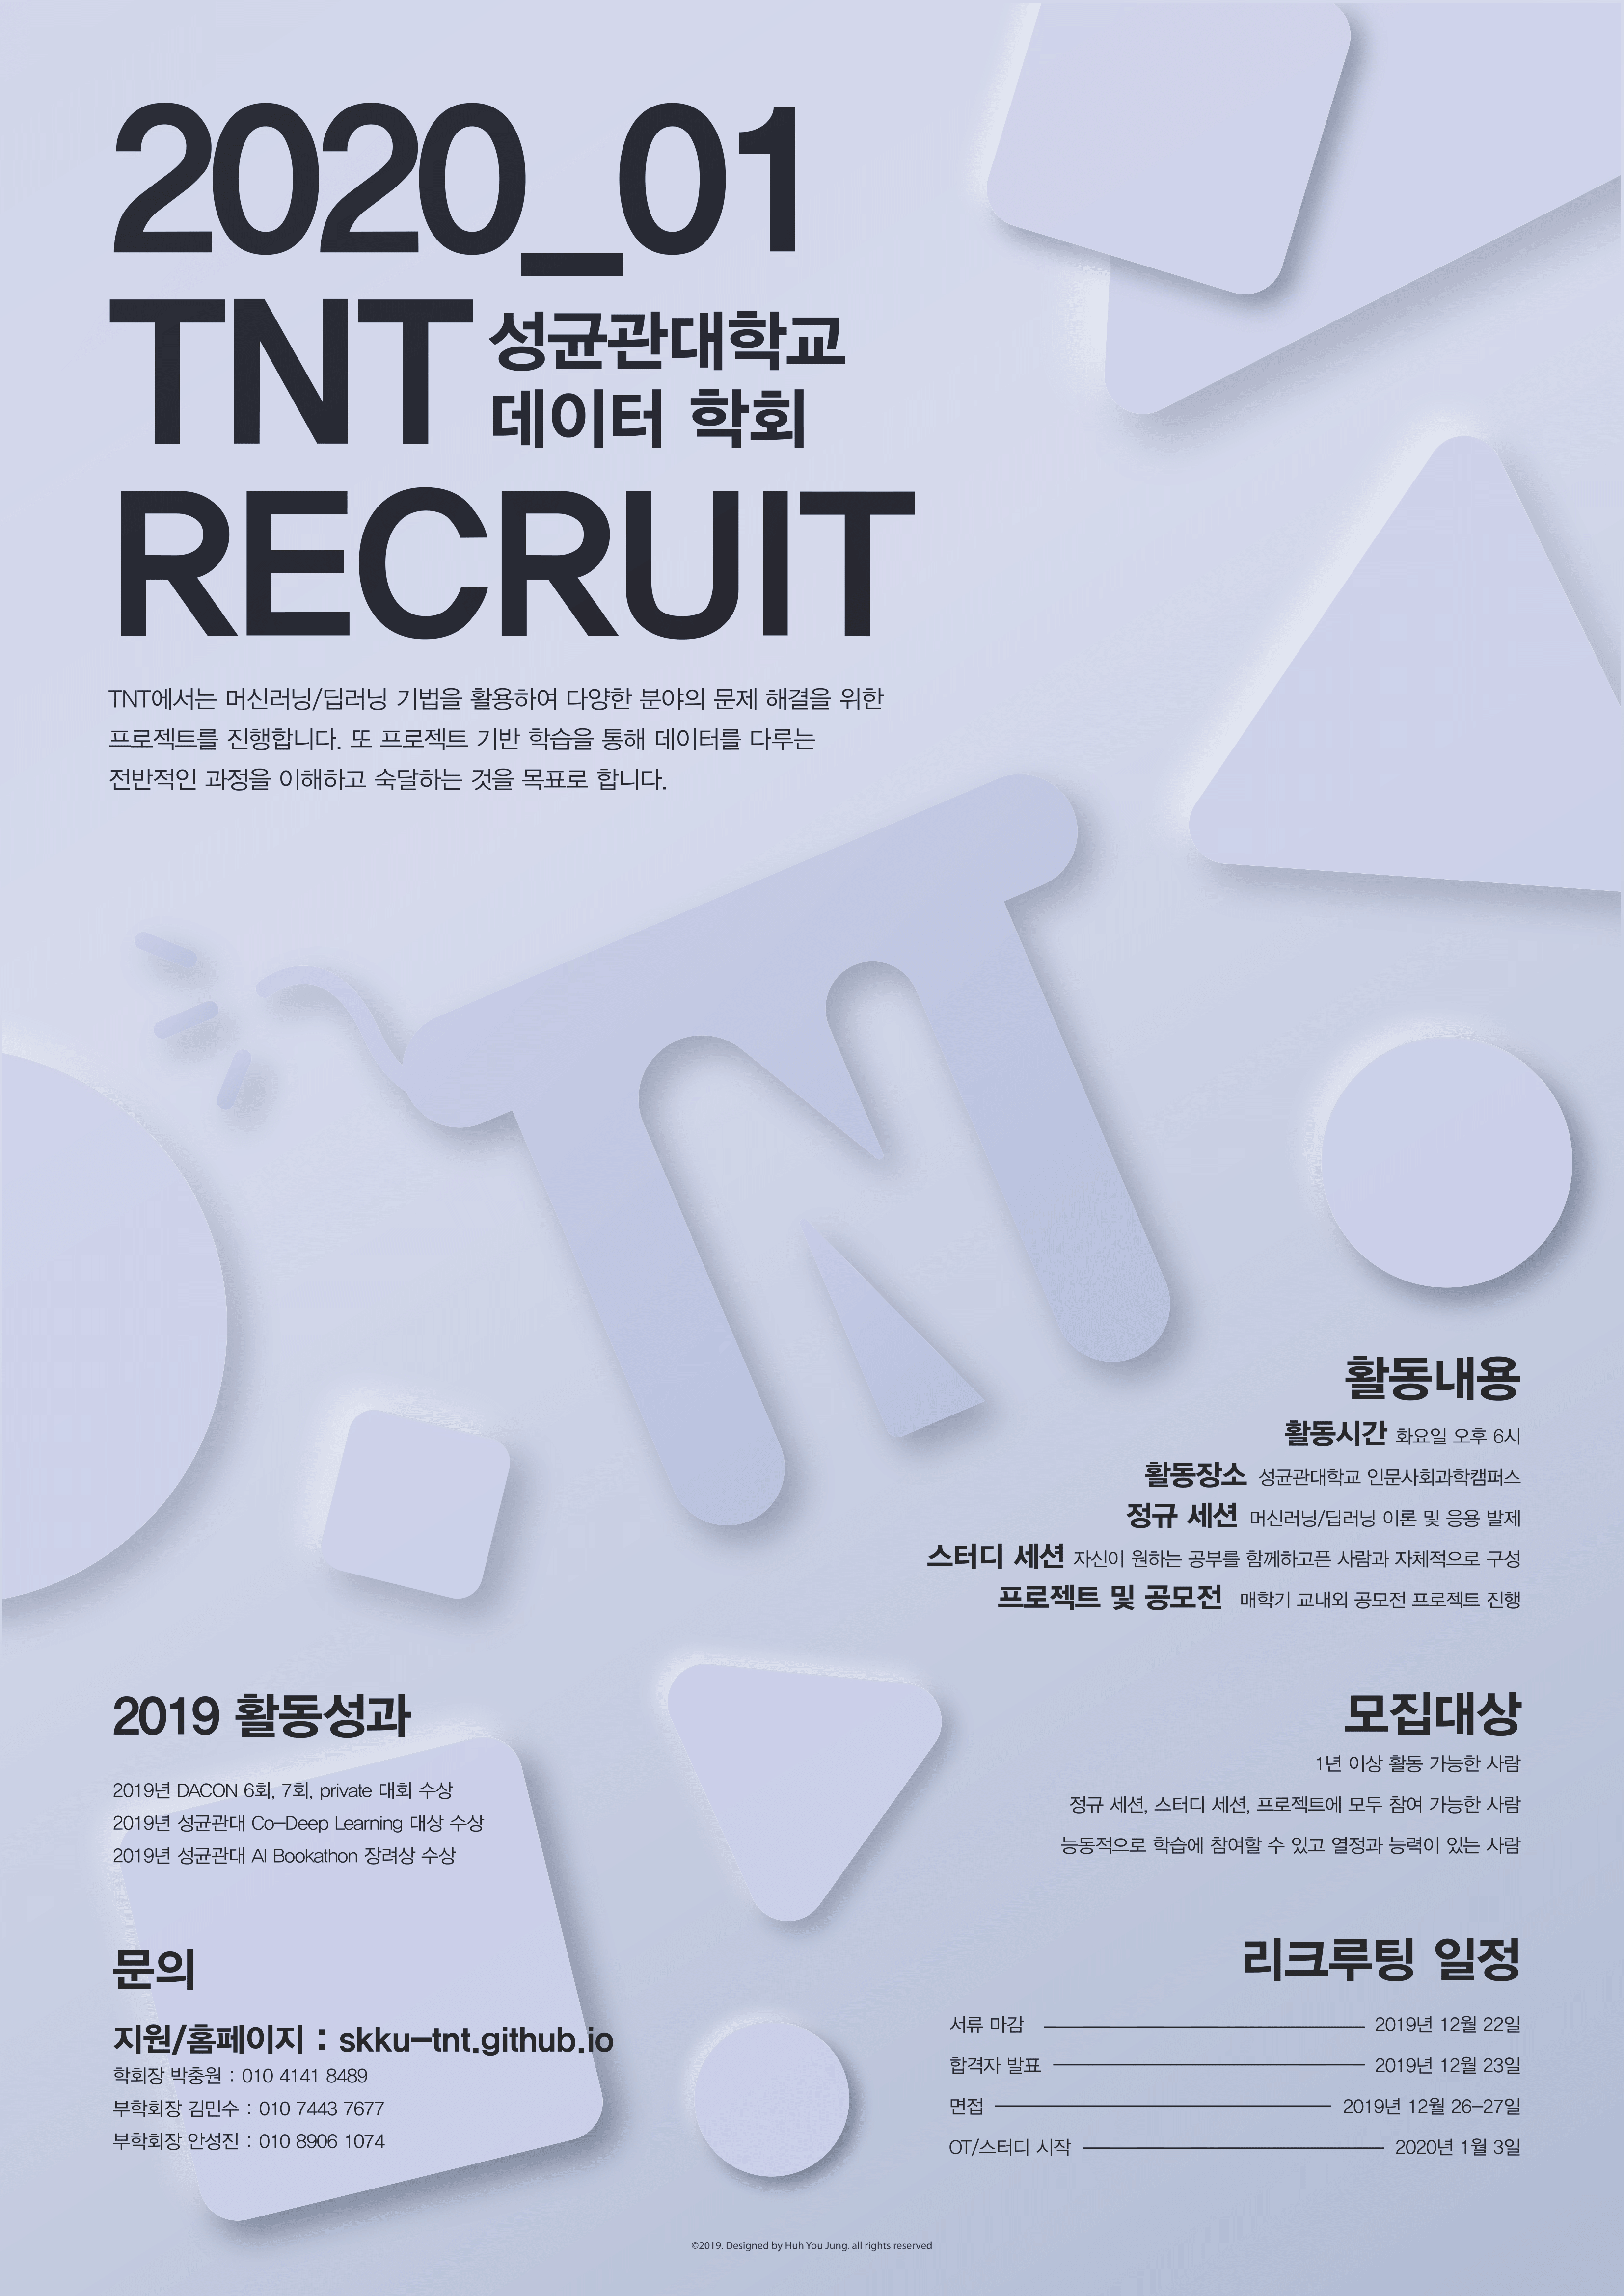 2020_01
TNT 성균관대학교
데이터 학회
RECRUIT
TNT에서는 머신러닝/딥러닝 기법을 활용하여 다양한 분야의 문제 해결을 위한
프로젝트를 진행합니다. 또 프로젝트 기반 학습을 통해 데이터를 다루는
전반적인 과정을 이해하고 숙달하는 것을 목표로 합니다.
활동내용
활동시간 화요일 오후 6시
활동장소 성균관대학교 인문사회과학캠퍼스
정규 세션 머신러닝/딥러닝 이론 및 응용 발제
스터디 세션 자신이 원하는 공부를 함께하고픈 사람과 자체적으로 구성
프로젝트 및 공모전 매학기 교내외 공모전 프로젝트 진행
2019 활동성과
2019년 DACON 6회, 7회, private 대회 수상
2019년 성균관대 Co-Deep Learning 대상 수상
2019년 성균관대 AI Bookathon 장려상 수상
모집대상
1년 이상 활동 가능한 사람
정규 세션, 스터디 세션, 프로젝트에 모두 참여 가능한 사람
능동적으로 학습에 참여할 수 있고 열정과 능력이 있는 사람
문의
지원/홈페이지 : skku-tnt.github.io
학회장 박충원 : 010 4141 8489
부학회장 김민수 : 010 7443 7677
부학회장 안성진 : 010 8906 1074
리크루팅 일정
서류 마감 2019년 12월 22일
합격자 발표 2019년 12월 23일
면접 2019년 12월 26-27일
OT/스터디 시작 2020년 1월 3일
©2019. Designed by Huh You Jung. all rights reserved